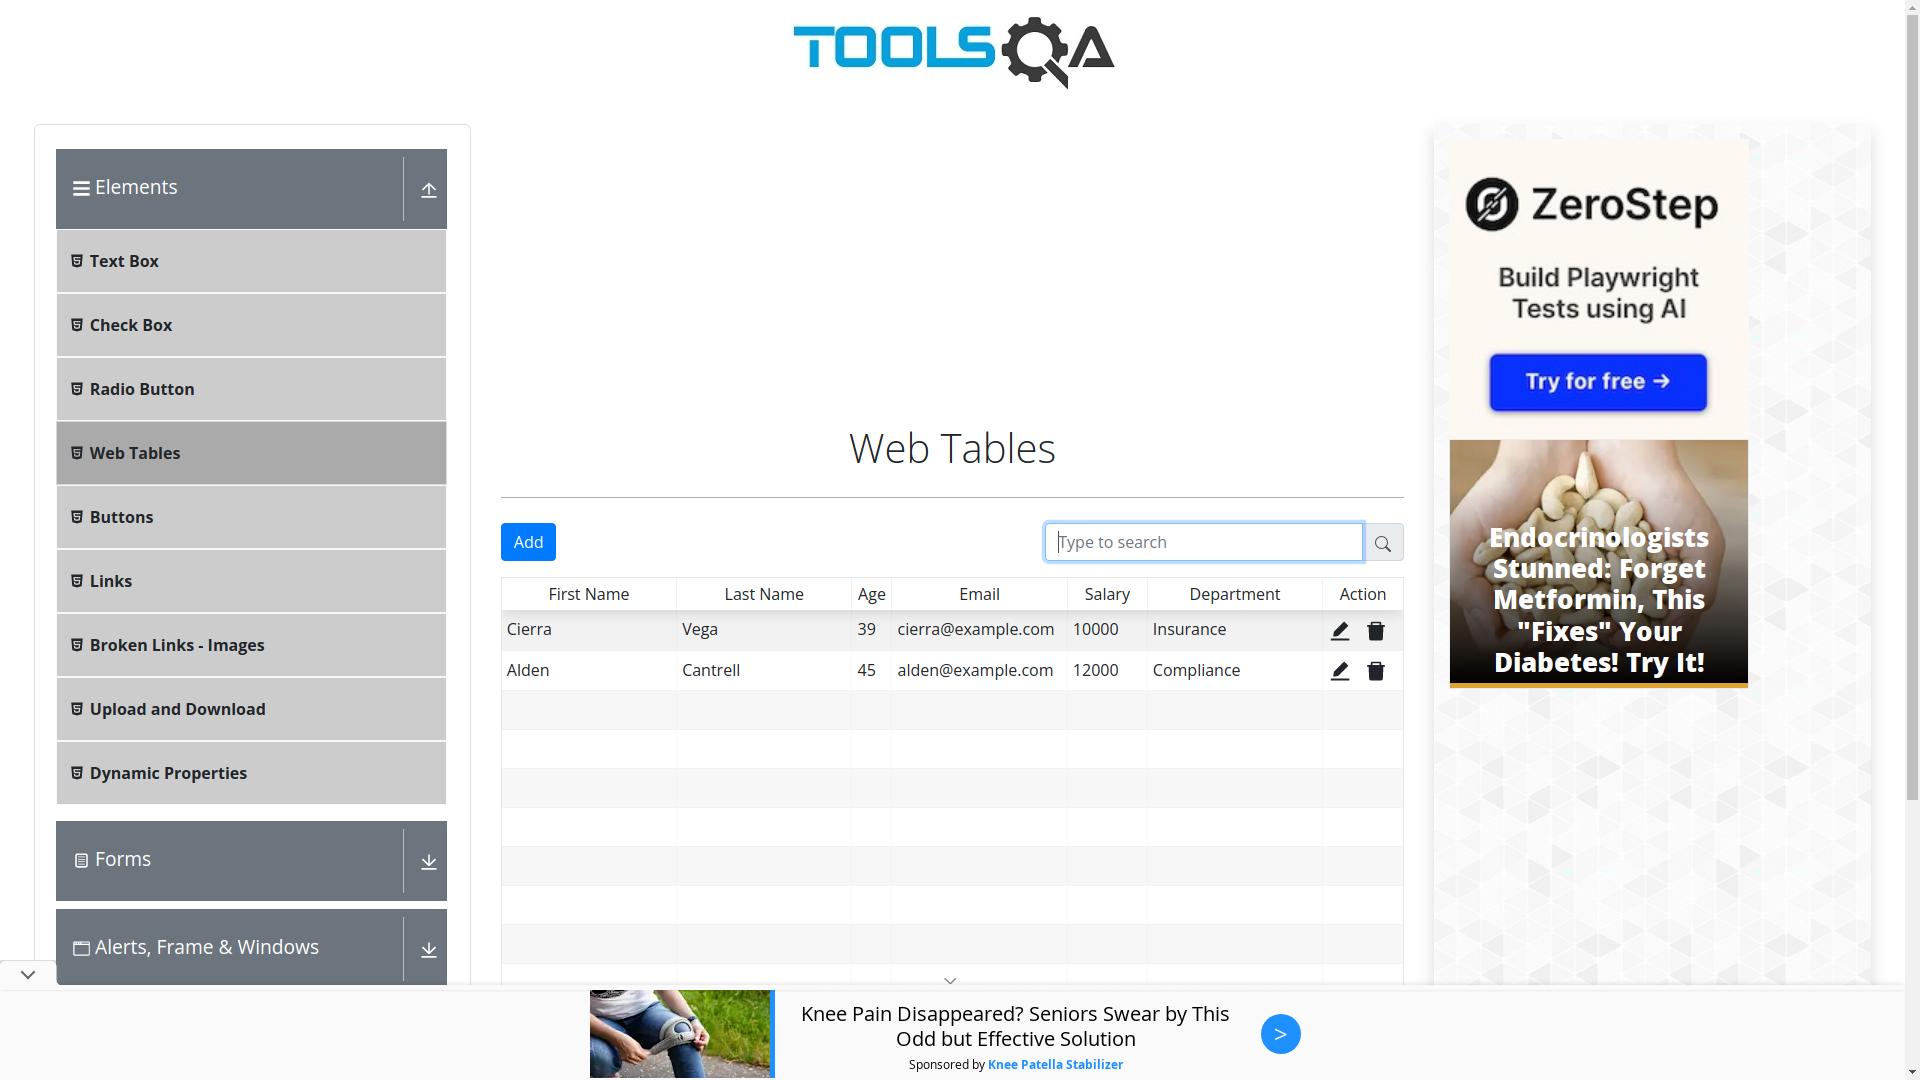 TOOLSQA
Elements
Text Box
Check Box
Radio Button
Web Tables
Buttons
Links
Broken Links - Images
Upload and Download
Dynamic Properties
Forms
Alerts, Frame & Windows
Web Tables
Add
Type to search
First Name Last Name Age Email Salary Department Action
Cierra Vega 39 cierra@example.com 10000 Insurance
Alden Cantrell 45 alden@example.com 12000 Compliance
ZeroStep
Build Playwright
Tests using AI
Try for free →
Endocrinologists
Stunned: Forget
Metformin, This
"Fixes" Your
Diabetes! Try It!
Knee Pain Disappeared? Seniors Swear by This
Odd but Effective Solution
Sponsored by Knee Patella Stabilizer
>